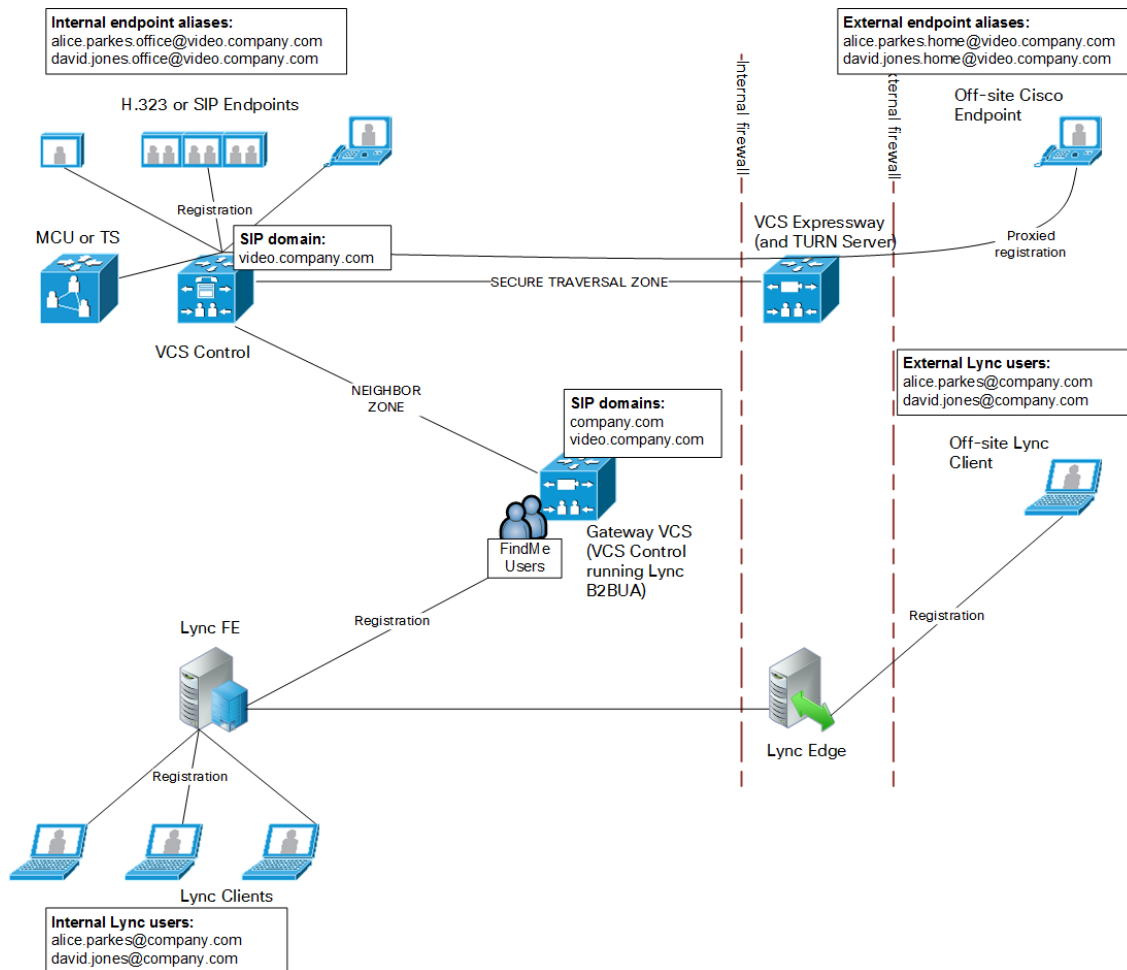 Internal endpoint aliases:
alice.parkes.office@video.company.com
david.jones.office@video.company.com
External endpoint aliases:
alice.parkes.home@video.company.com
david.jones.home@video.company.com
H.323 or SIP Endpoints
Internal firewall
xternal firewall
Off-site Cisco
Endpoint
Registration
MCU or TS
SIP domain:
video.company.com
VCS Expressway
(and TURN Server)
Proxied
registration
SECURE TRAVERSAL ZONE
VCS Control
External Lync users:
alice.parkes@company.com
david.jones@company.com
NEIGHBOR
ZONE
SIP domains:
company.com
video.company.com
Off-site Lync
Client
Gateway VCS
(VCS Control
running Lync
B2BUA)
FindMe
Users
Registration
Registration
Lync FE
Lync Edge
Registration
Lync Clients
Internal Lync users:
alice.parkes@company.com
david.jones@company.com